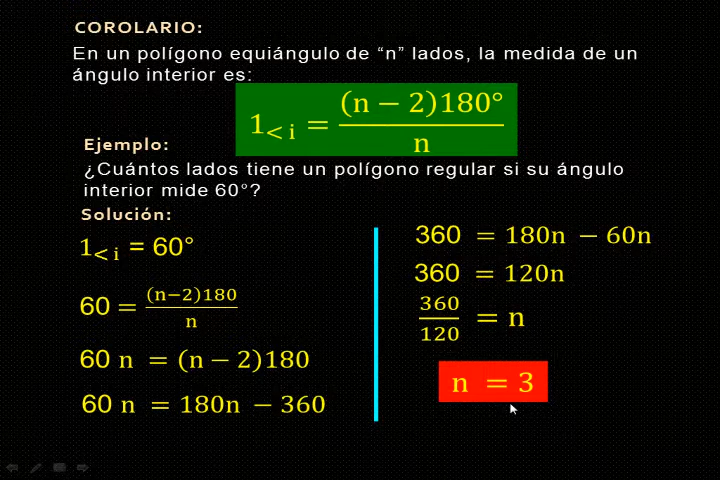 COROLARIO:
En un polígono equiángulo de “n” lados, la medida de un
ángulo interior es:
1< i = (n − 2)180° / n
Ejemplo:
¿Cuántos lados tiene un polígono regular si su ángulo
interior mide 60°?
Solución:
1< i = 60°
60 = (n−2)180 / n
60 n = (n − 2)180
60 n = 180n − 360
360 = 180n − 60n
360 = 120n
360 / 120 = n
n = 3